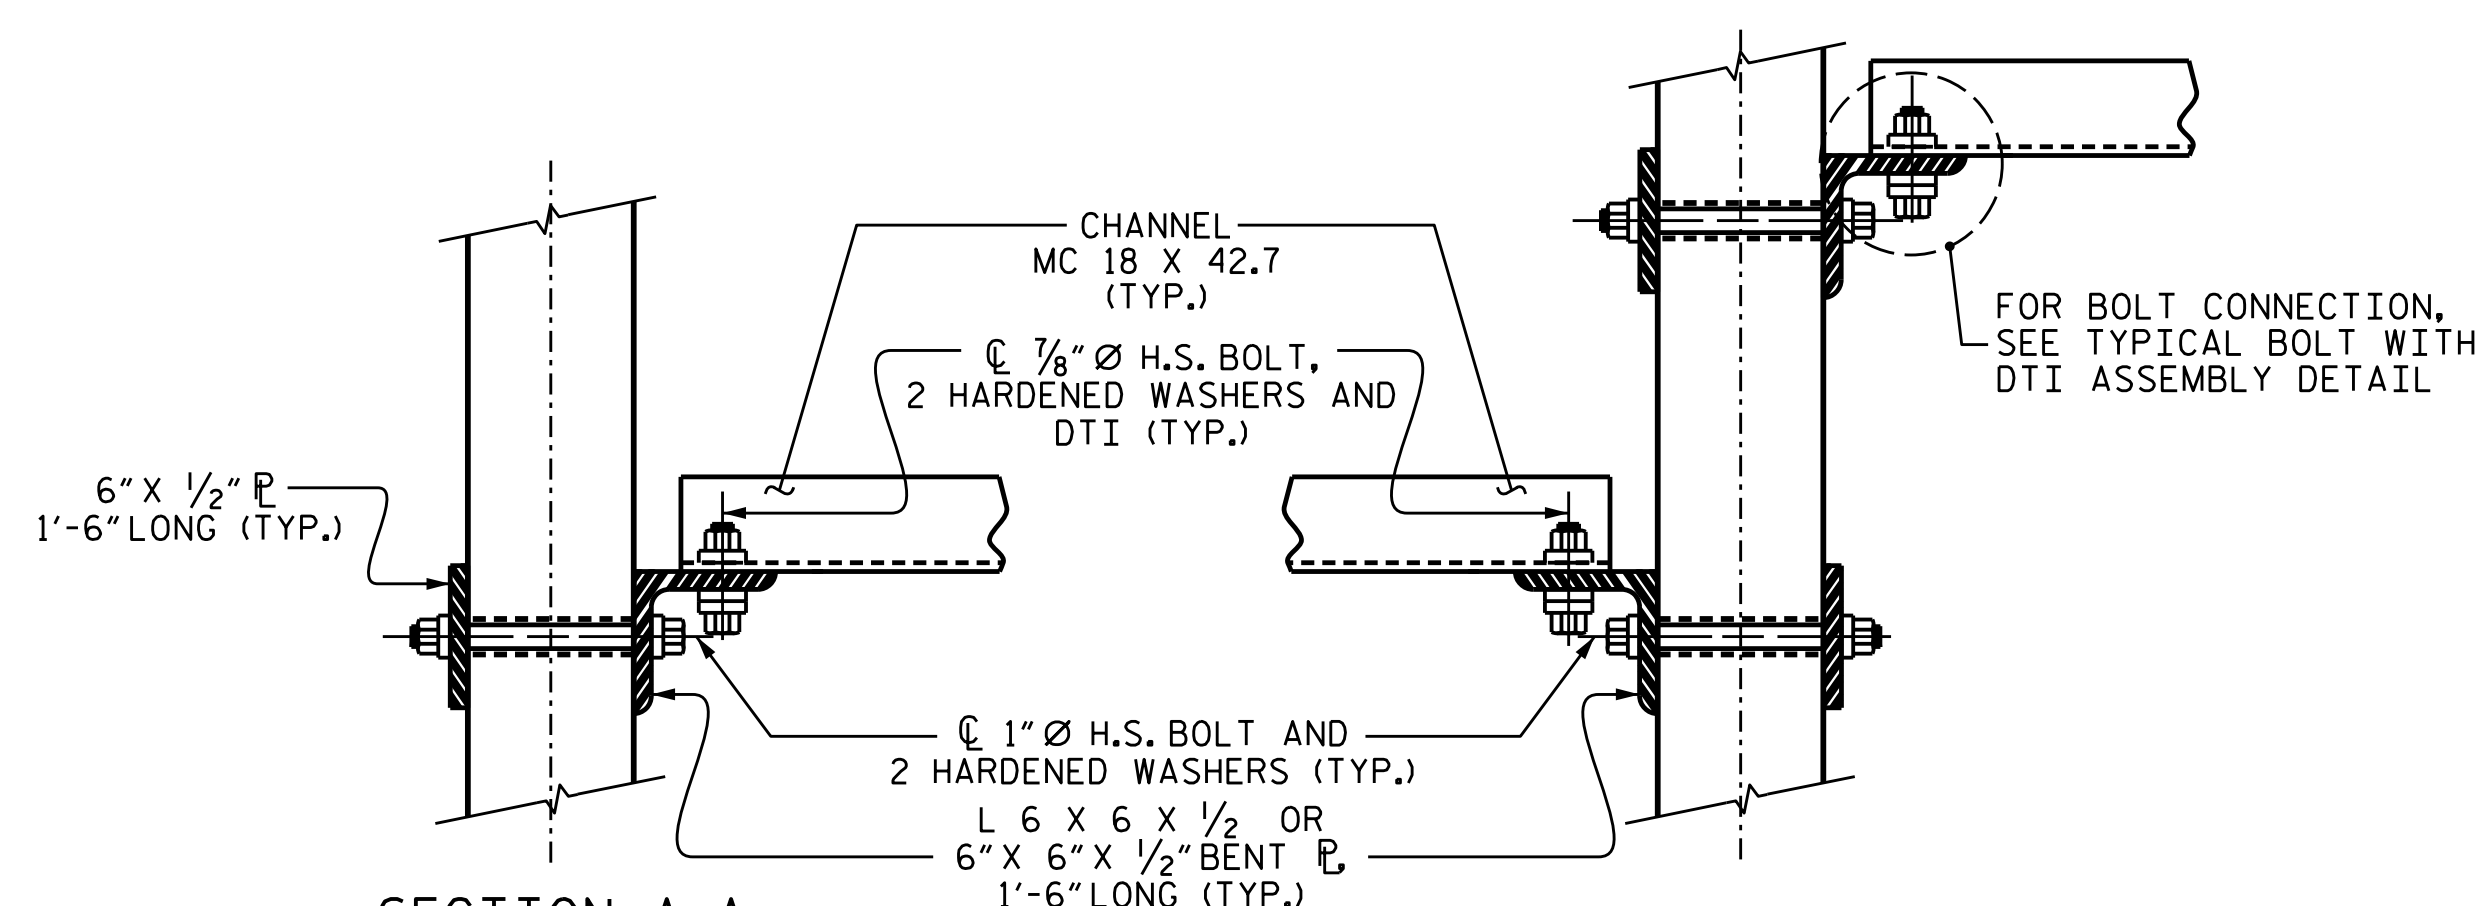 CHANNEL
MC 18 X 42.7
(TYP.)
℄ 7/8"Ø H.S. BOLT,
2 HARDENED WASHERS AND
DTI (TYP.)
FOR BOLT CONNECTION,
SEE TYPICAL BOLT WITH
DTI ASSEMBLY DETAIL
6" X 1/2" ⅊
1'-6" LONG (TYP.)
℄ 1"Ø H.S. BOLT AND
2 HARDENED WASHERS (TYP.)
L 6 X 6 X 1/2 OR
6" X 6" X 1/2" BENT ⅊,
1'-6" LONG (TYP.)
SECTION A-A